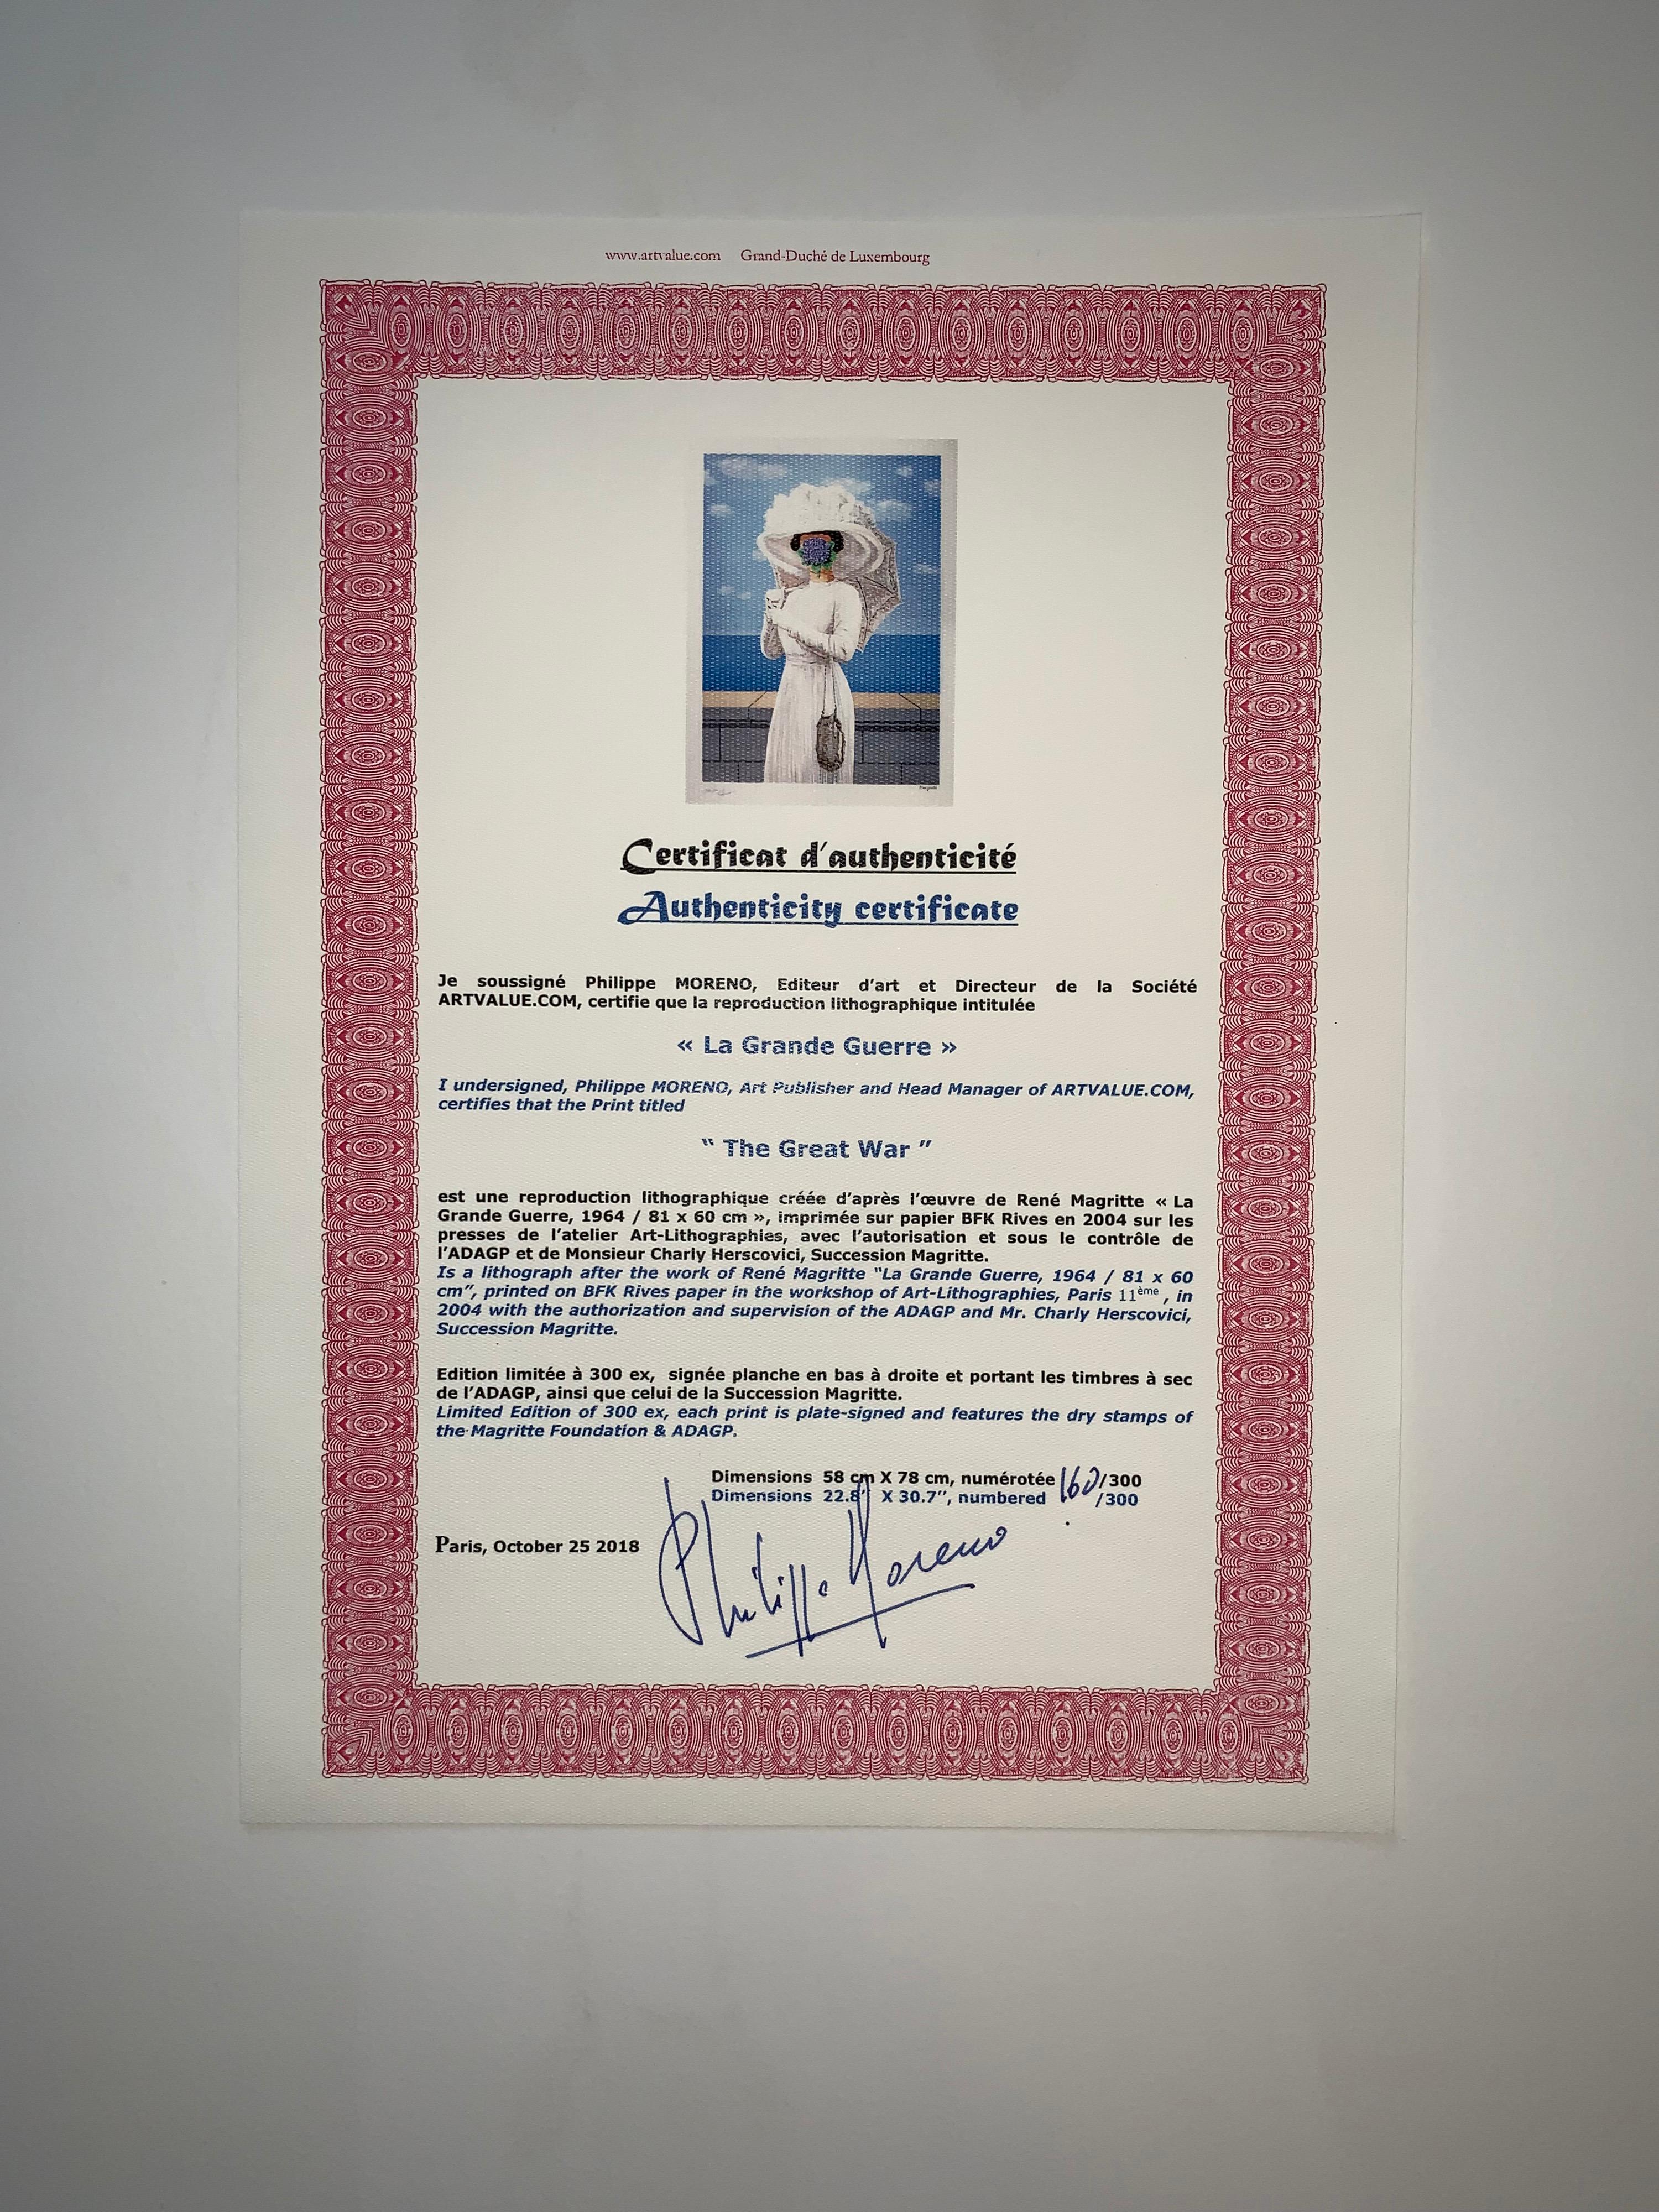 www.artvalue.com Grand-Duché de Luxembourg
Certificat d'authenticité
Authenticity certificate
Je soussigné Philippe MORENO, Editeur d'art et Directeur de la Société
ARTVALUE.COM, certifie que la reproduction lithographique intitulée
« La Grande Guerre »
I undersigned, Philippe MORENO, Art Publisher and Head Manager of ARTVALUE.COM,
certifies that the Print titled
“ The Great War ”
est une reproduction lithographique créée d'après l'œuvre de René Magritte « La
Grande Guerre, 1964 / 81 x 60 cm », imprimée sur papier BFK Rives en 2004 sur les
presses de l'atelier Art-Lithographies, avec l'autorisation et sous le contrôle de
l'ADAGP et de Monsieur Charly Herscovici, Succession Magritte.
Is a lithograph after the work of René Magritte “La Grande Guerre, 1964 / 81 x 60
cm”, printed on BFK Rives paper in the workshop of Art-Lithographies, Paris 11ème , in
2004 with the authorization and supervision of the ADAGP and Mr. Charly Herscovici,
Succession Magritte.
Edition limitée à 300 ex, signée planche en bas à droite et portant les timbres à sec
de l'ADAGP, ainsi que celui de la Succession Magritte.
Limited Edition of 300 ex, each print is plate-signed and features the dry stamps of
the Magritte Foundation & ADAGP.
Dimensions 58 cm X 78 cm, numérotée 160/300
Dimensions 22.8” X 30.7”, numbered /300
Paris, October 25 2018
Philippe Moreno